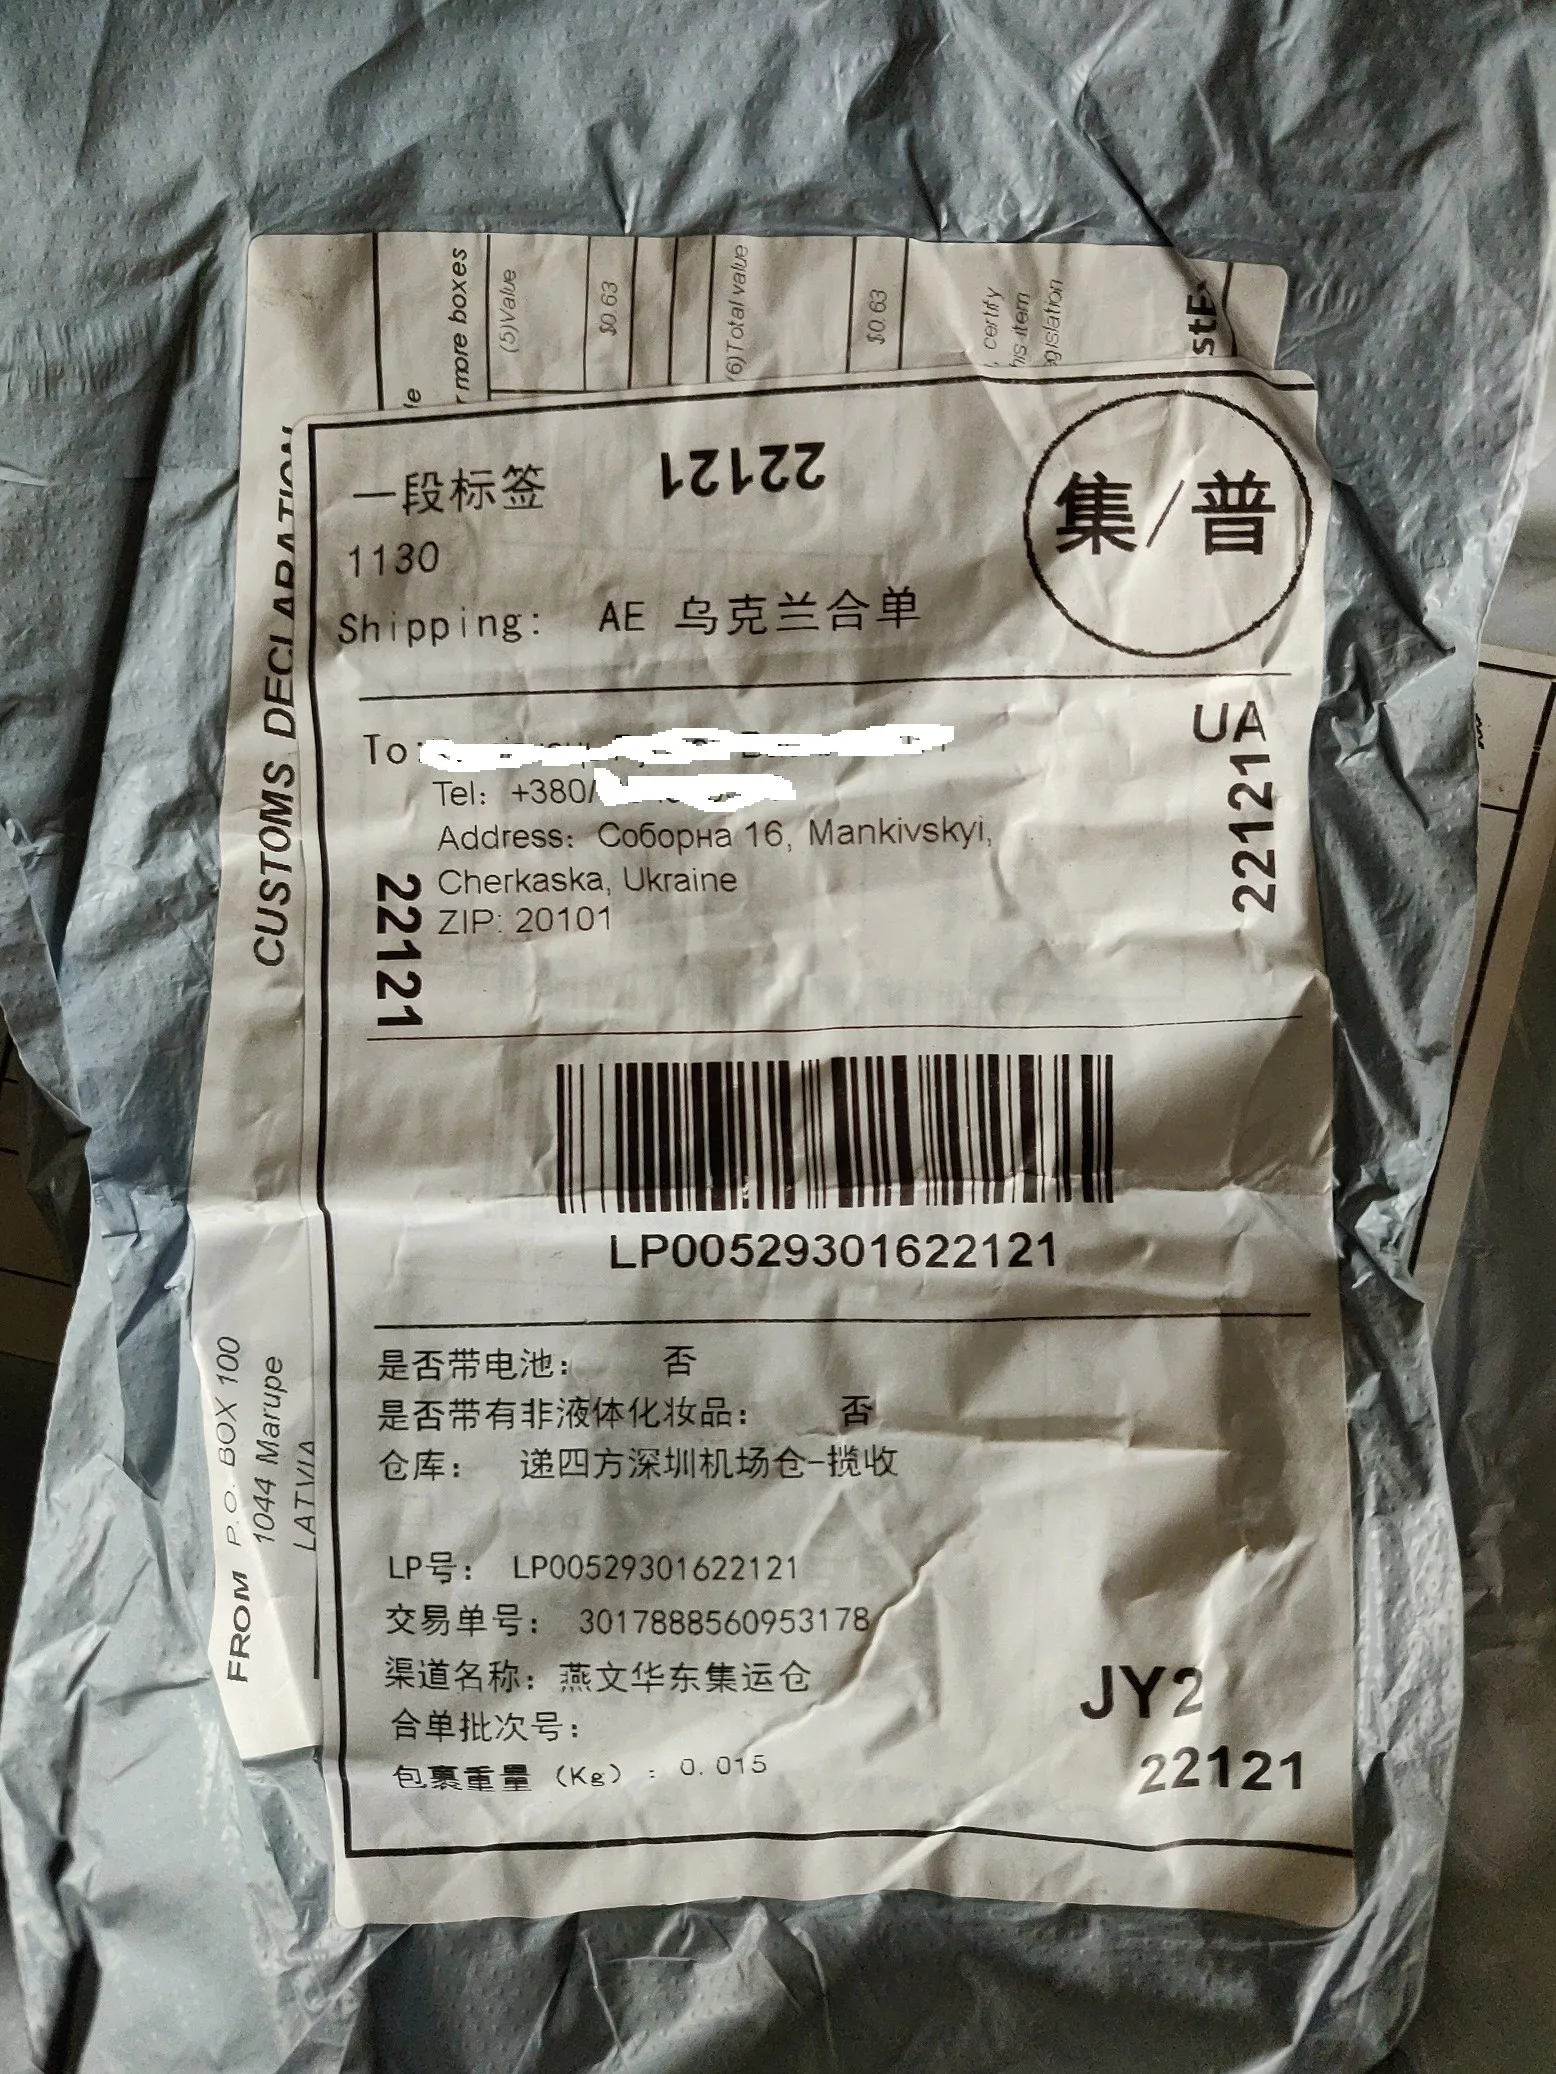 CUSTOMS DECLARATION
more boxes
(5)Value
$0.63
(6)Total value
$0.63
certify
item
FROM P.O. BOX 100
1044 Marupe
LATVIA
一段标签
22121
集/普
1130
Shipping: AE 乌克兰合单
UA
22121
To:
Tel: +380/
Address: Соборна 16, Mankivskyi,
Cherkaska, Ukraine
ZIP: 20101
22121
LP00529301622121
是否带电池: 否
是否带有非液体化妆品: 否
仓库: 递四方深圳机场仓-揽收
LP号: LP00529301622121
交易单号: 3017888560953178
渠道名称: 燕文华东集运仓
合单批次号:
包裹重量 (Kg) : 0.015
JY2
22121